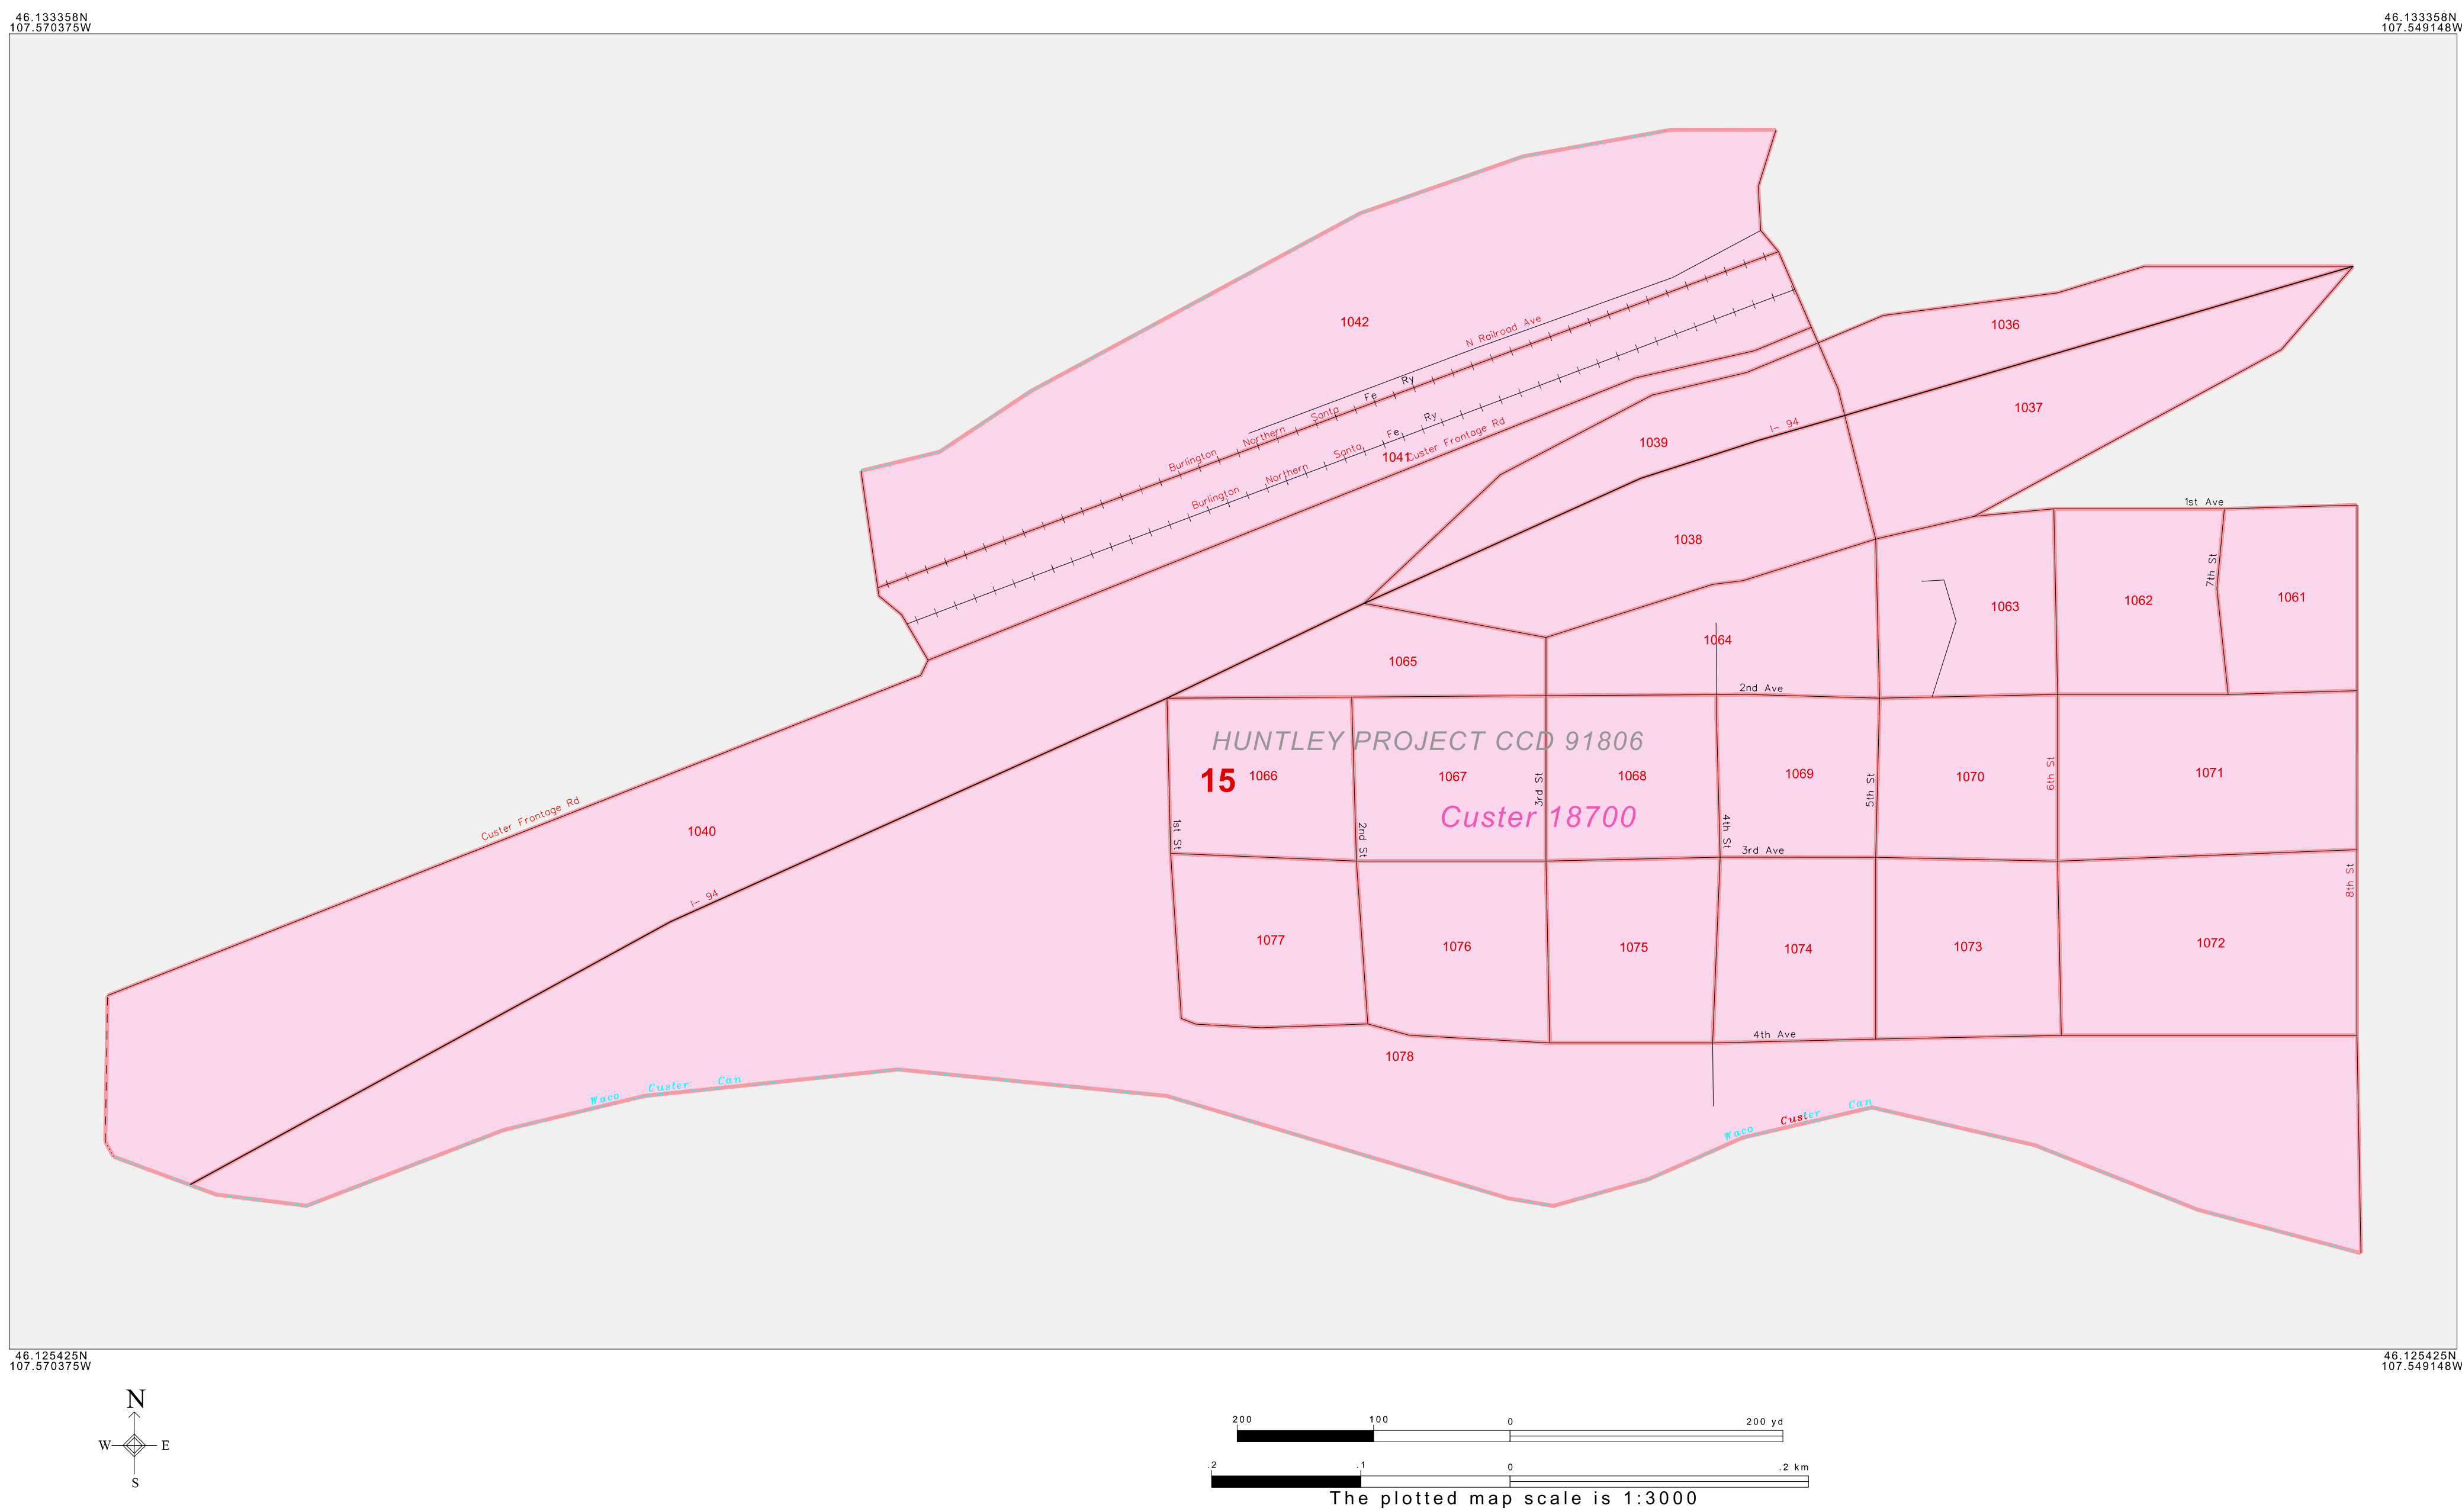 46.133358N
107.570375W
46.133358N
107.549148W
1042
N Railroad Ave
1036
Burlington Northern Santa Fe Ry
1037
Burlington Northern Santa Fe Ry
1041
Custer Frontage Rd
1039
I- 94
1038
1st Ave
7th St
1063
1062
1061
1064
1065
2nd Ave
HUNTLEY PROJECT CCD 91806
15
1066
1067
3rd St
1068
1069
5th St
1070
6th St
1071
Custer 18700
Custer Frontage Rd
1040
1st St
2nd St
4th St
3rd Ave
8th St
I- 94
1077
1076
1075
1074
1073
1072
4th Ave
1078
Waco Custer Can
Waco Custer Can
46.125425N
107.570375W
46.125425N
107.549148W
N
W
E
S
200 100 0 200 yd
.2 .1 0 .2 km
The plotted map scale is 1:3000